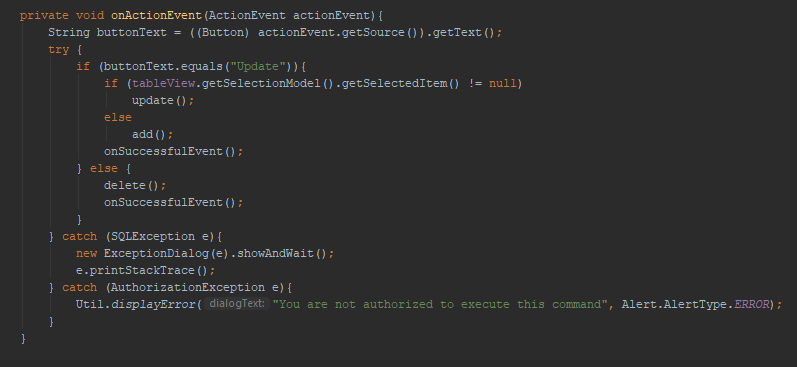 private void onActionEvent(ActionEvent actionEvent){
String buttonText = ((Button) actionEvent.getSource()).getText();
try {
if (buttonText.equals("Update")){
if (tableView.getSelectionModel().getSelectedItem() != null)
update();
else
add();
onSuccessfulEvent();
} else {
delete();
onSuccessfulEvent();
}
} catch (SQLException e){
new ExceptionDialog(e).showAndWait();
e.printStackTrace();
} catch (AuthorizationException e){
Util.displayError( dialogText: "You are not authorized to execute this command", Alert.AlertType.ERROR);
}
}